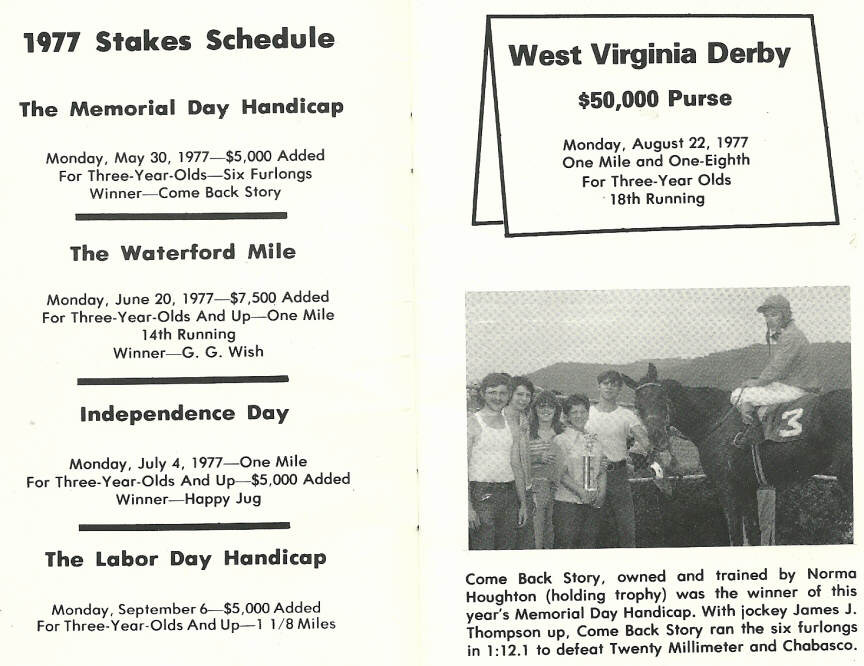 1977 Stakes Schedule
The Memorial Day Handicap
Monday, May 30, 1977—$5,000 Added
For Three-Year-Olds—Six Furlongs
Winner—Come Back Story
The Waterford Mile
Monday, June 20, 1977—$7,500 Added
For Three-Year-Olds And Up—One Mile
14th Running
Winner—G. G. Wish
Independence Day
Monday, July 4, 1977—One Mile
For Three-Year-Olds And Up—$5,000 Added
Winner—Happy Jug
The Labor Day Handicap
Monday, September 6—$5,000 Added
For Three-Year-Olds And Up—1 1/8 Miles
West Virginia Derby
$50,000 Purse
Monday, August 22, 1977
One Mile and One-Eighth
For Three-Year Olds
18th Running
3
Come Back Story, owned and trained by Norma
Houghton (holding trophy) was the winner of this
year's Memorial Day Handicap. With jockey James J.
Thompson up, Come Back Story ran the six furlongs
in 1:12.1 to defeat Twenty Millimeter and Chabasco.